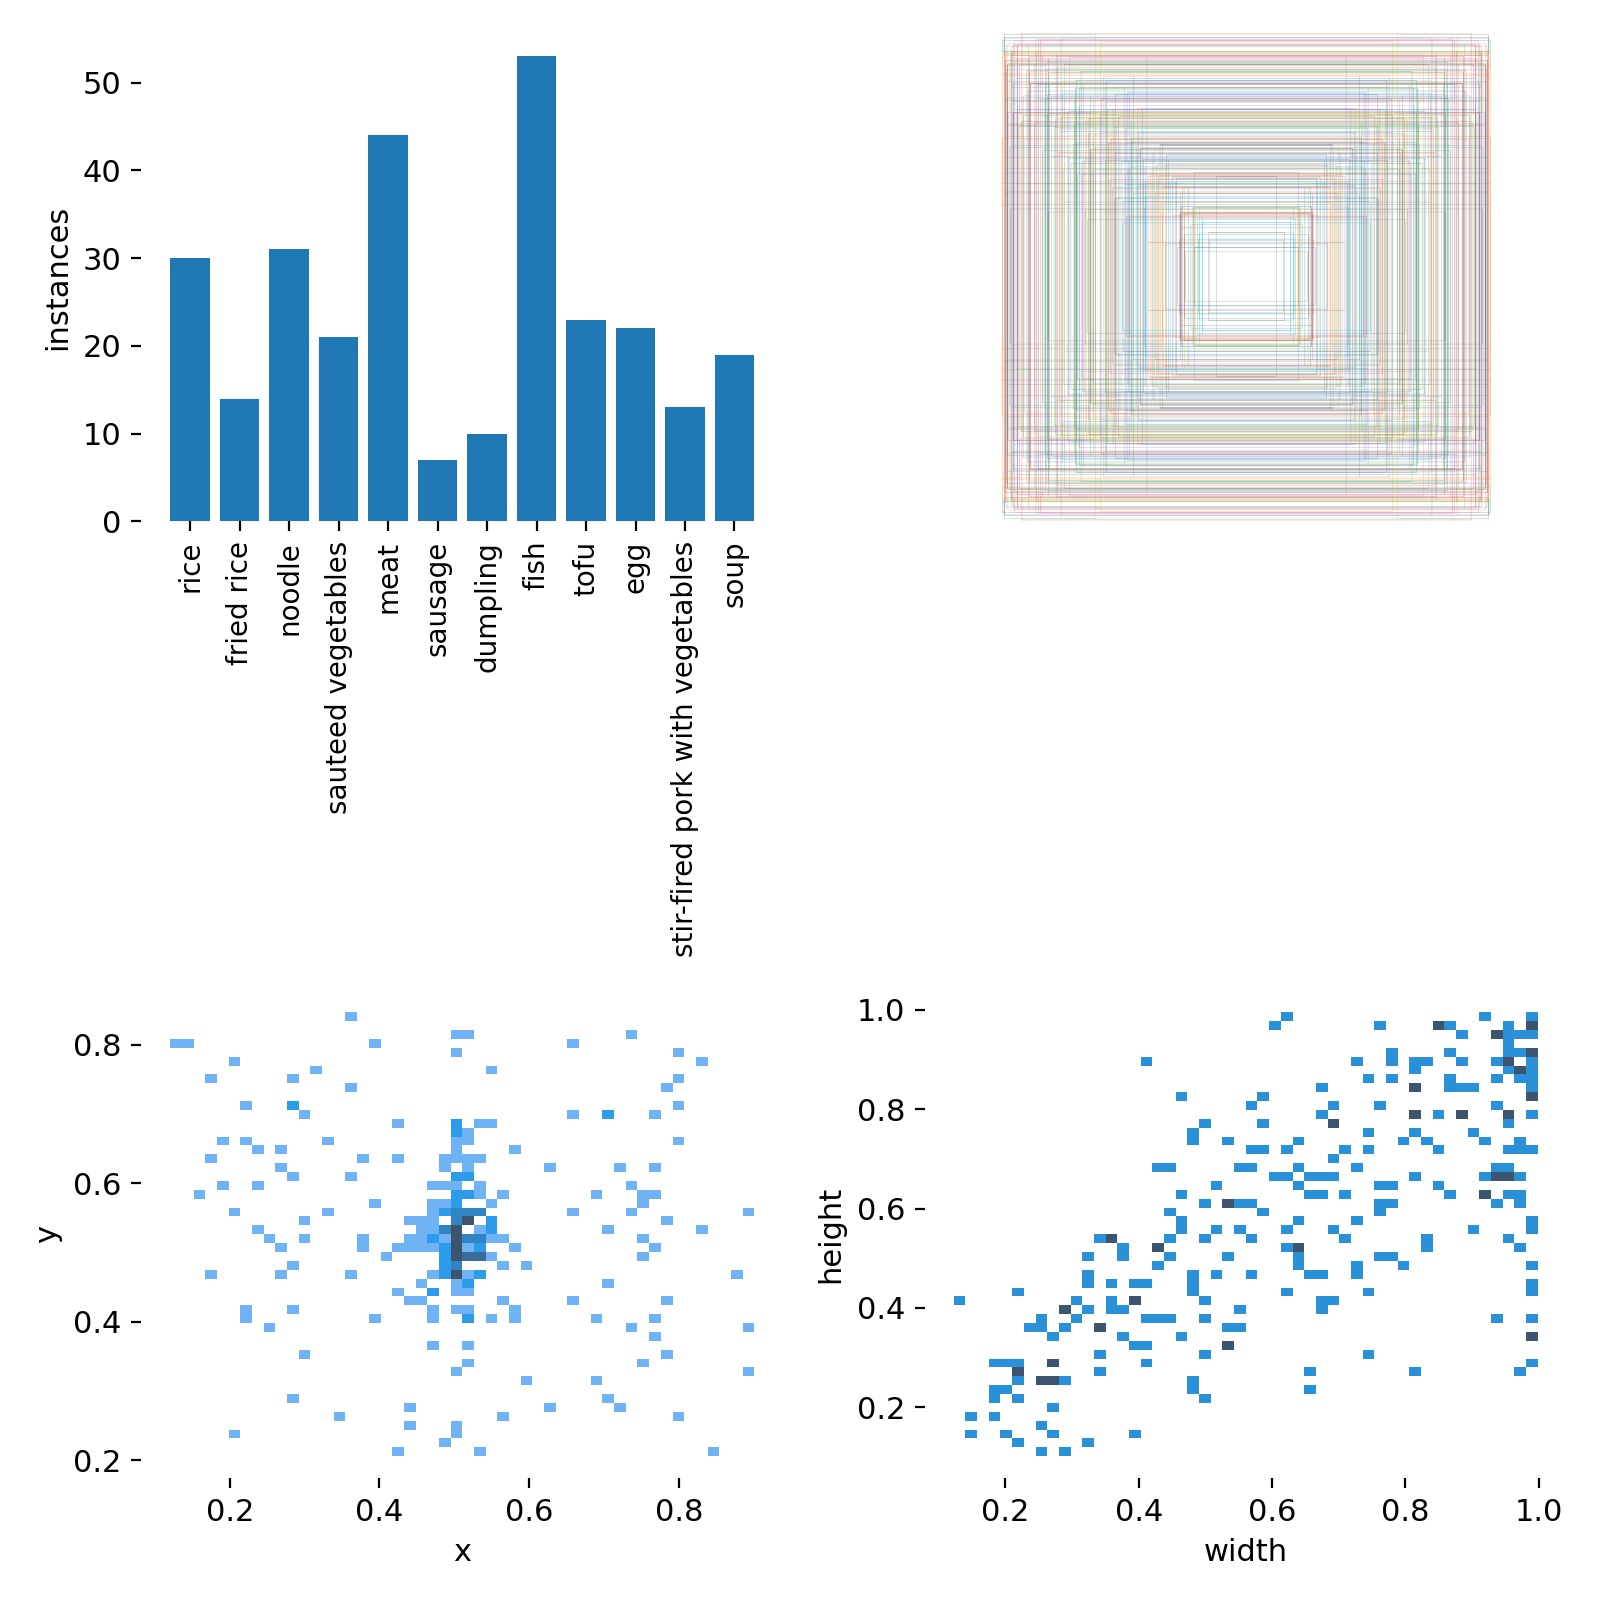 instances
50
40
30
20
10
0
rice
fried rice
noodle
sauteed vegetables
meat
sausage
dumpling
fish
tofu
egg
stir-fired pork with vegetables
soup
y
0.8
0.6
0.4
0.2
0.2 0.4 0.6 0.8
x
height
1.0
0.8
0.6
0.4
0.2
0.2 0.4 0.6 0.8 1.0
width